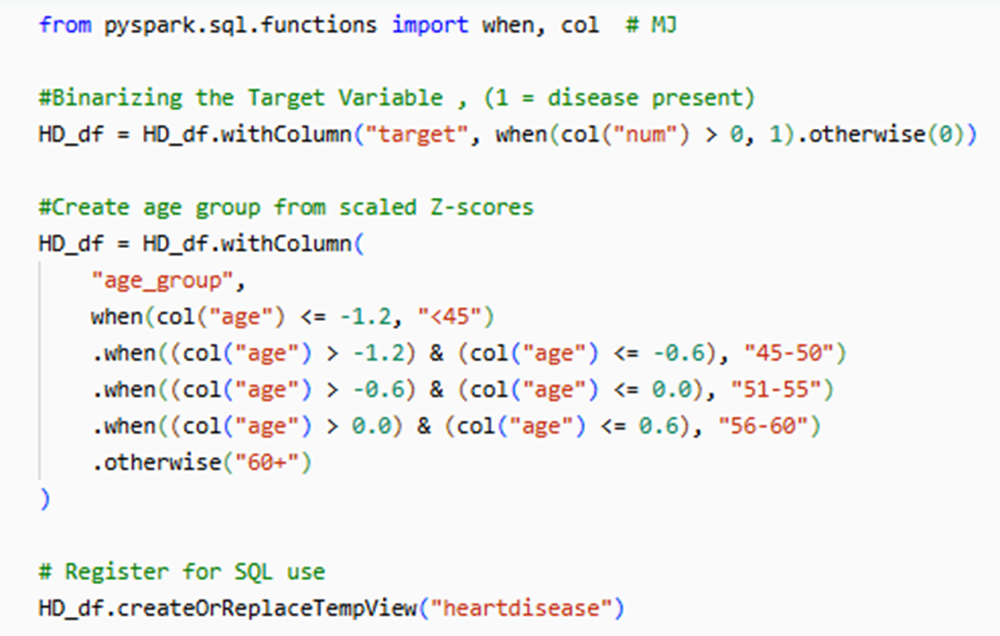 from pyspark.sql.functions import when, col  # MJ
#Binarizing the Target Variable , (1 = disease present)
HD_df = HD_df.withColumn("target", when(col("num") > 0, 1).otherwise(0))
#Create age group from scaled Z-scores
HD_df = HD_df.withColumn(
    "age_group",
    when(col("age") <= -1.2, "<45")
    .when((col("age") > -1.2) & (col("age") <= -0.6), "45-50")
    .when((col("age") > -0.6) & (col("age") <= 0.0), "51-55")
    .when((col("age") > 0.0) & (col("age") <= 0.6), "56-60")
    .otherwise("60+")
)
# Register for SQL use
HD_df.createOrReplaceTempView("heartdisease")